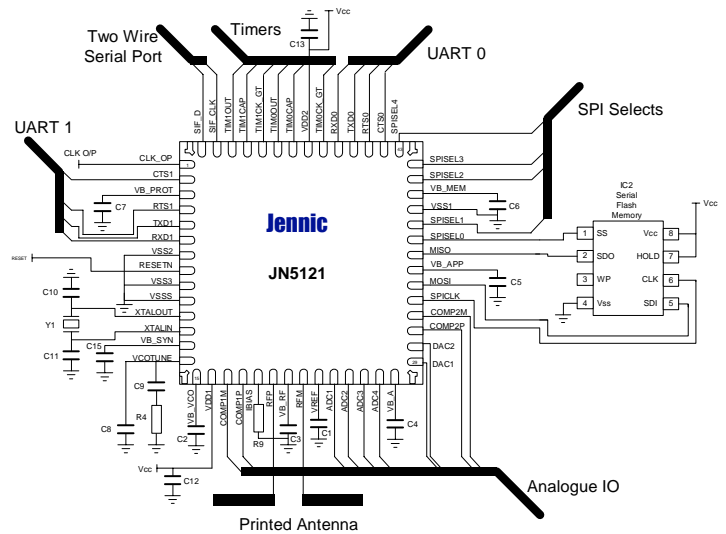 Two Wire
Serial Port
Timers
C13
Vcc
UART 0
SIF_D
SIF_CLK
TIM1OUT
TIM1CAP
TIM1CK_GT
TIM0OUT
TIM0CAP
VDD2
TIM0CK_GT
RXD0
TXD0
RTS0
CTS0
SPISEL4
SPI Selects
UART 1
CLK O/P
CLK_OP
1
CTS1
VB_PROT
C7
RTS1
TXD1
RXD1
VSS2
RESET
RESETN
VSS3
VSSS
C10
XTALOUT
Y1
XTALIN
C11
C15
VB_SYN
VCOTUNE
C9
R4
C8
Jennic
JN5121
SPISEL3
SPISEL2
VB_MEM
C6
VSS1
SPISEL1
SPISEL0
MISO
VB_APP
C5
MOSI
SPICLK
COMP2M
COMP2P
DAC2
29
DAC1
IC2
Serial
Flash
Memory
Vcc
1 SS Vcc 8
2 SDO HOLD 7
3 WP CLK 6
4 Vss SDI 5
VB_VCO
VDD1
COMP1M
COMP1P
IBIAS
RFP
VB_RF
RFM
VREF
ADC1
ADC2
ADC3
ADC4
VB_A
C2
R9
C3
C1
C4
Vcc
C12
Analogue IO
Printed Antenna